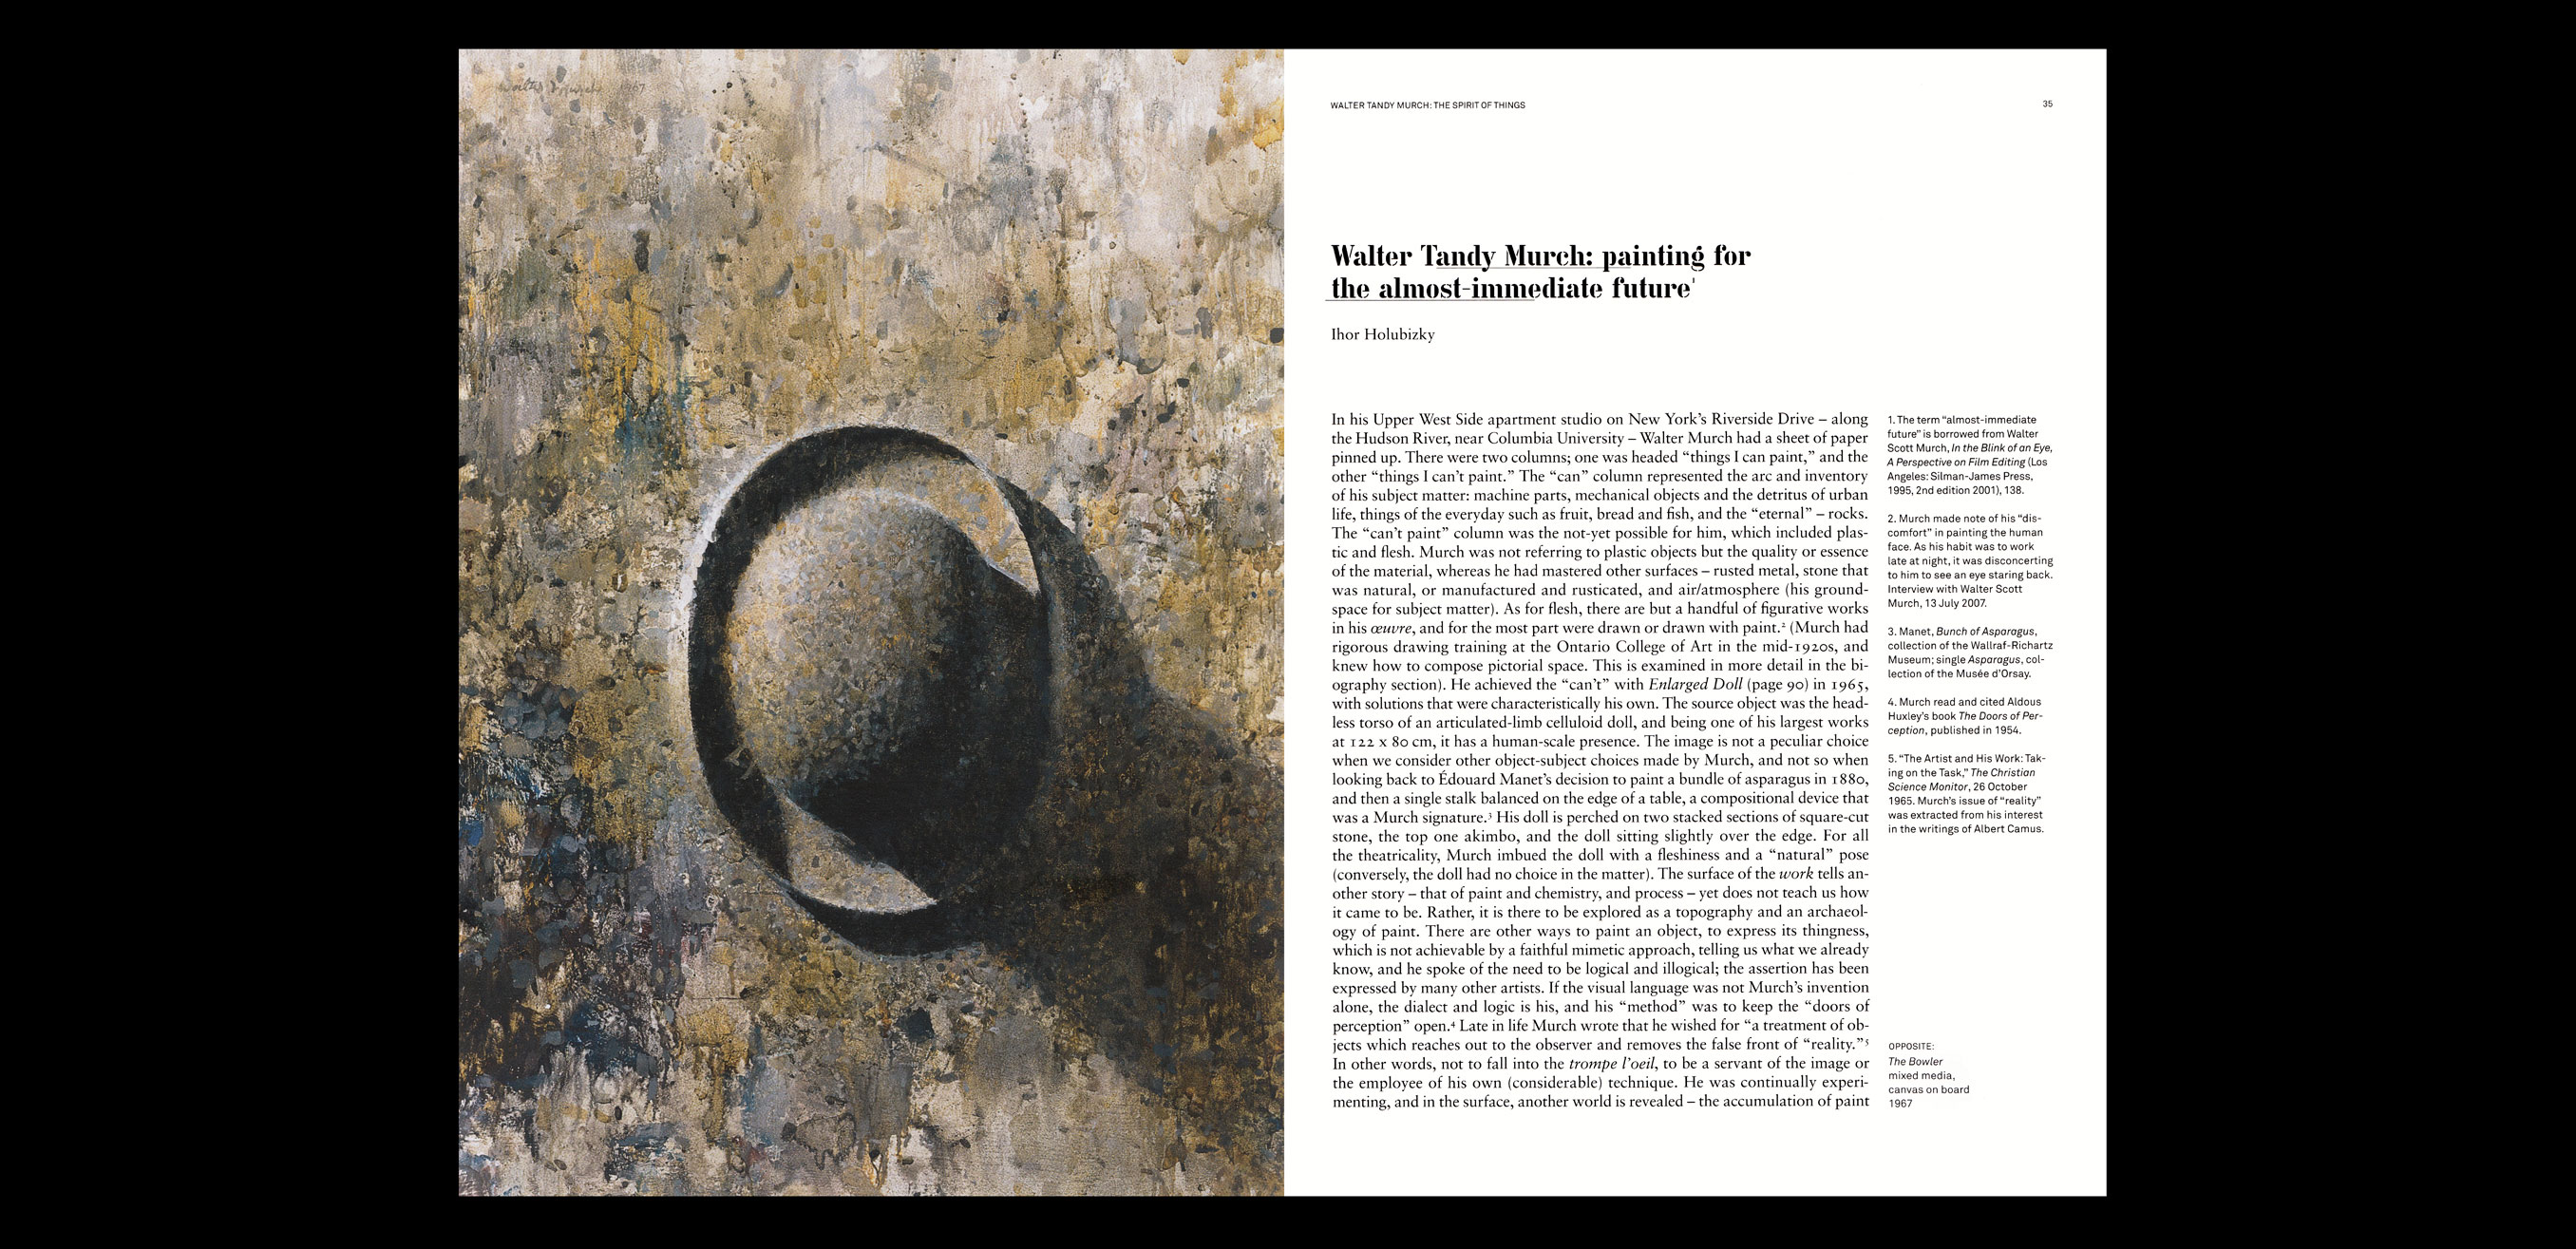 Walter Murch 1967
WALTER TANDY MURCH: THE SPIRIT OF THINGS
35
Walter Tandy Murch: painting for
the almost-immediate future¹
Ihor Holubizky
In his Upper West Side apartment studio on New York’s Riverside Drive – along
the Hudson River, near Columbia University – Walter Murch had a sheet of paper
pinned up. There were two columns; one was headed “things I can paint,” and the
other “things I can’t paint.” The “can” column represented the arc and inventory
of his subject matter: machine parts, mechanical objects and the detritus of urban
life, things of the everyday such as fruit, bread and fish, and the “eternal” – rocks.
The “can’t paint” column was the not-yet possible for him, which included plas-
tic and flesh. Murch was not referring to plastic objects but the quality or essence
of the material, whereas he had mastered other surfaces – rusted metal, stone that
was natural, or manufactured and rusticated, and air/atmosphere (his ground-
space for subject matter). As for flesh, there are but a handful of figurative works
in his œuvre, and for the most part were drawn or drawn with paint.² (Murch had
rigorous drawing training at the Ontario College of Art in the mid-1920s, and
knew how to compose pictorial space. This is examined in more detail in the bi-
ography section). He achieved the “can’t” with Enlarged Doll (page 90) in 1965,
with solutions that were characteristically his own. The source object was the head-
less torso of an articulated-limb celluloid doll, and being one of his largest works
at 122 x 80 cm, it has a human-scale presence. The image is not a peculiar choice
when we consider other object-subject choices made by Murch, and not so when
looking back to Édouard Manet’s decision to paint a bundle of asparagus in 1880,
and then a single stalk balanced on the edge of a table, a compositional device that
was a Murch signature.³ His doll is perched on two stacked sections of square-cut
stone, the top one akimbo, and the doll sitting slightly over the edge. For all
the theatricality, Murch imbued the doll with a fleshiness and a “natural” pose
(conversely, the doll had no choice in the matter). The surface of the work tells an-
other story – that of paint and chemistry, and process – yet does not teach us how
it came to be. Rather, it is there to be explored as a topography and an archaeol-
ogy of paint. There are other ways to paint an object, to express its thingness,
which is not achievable by a faithful mimetic approach, telling us what we already
know, and he spoke of the need to be logical and illogical; the assertion has been
expressed by many other artists. If the visual language was not Murch’s invention
alone, the dialect and logic is his, and his “method” was to keep the “doors of
perception” open.⁴ Late in life Murch wrote that he wished for “a treatment of ob-
jects which reaches out to the observer and removes the false front of “reality.”⁵
In other words, not to fall into the trompe l’oeil, to be a servant of the image or
the employee of his own (considerable) technique. He was continually experi-
menting, and in the surface, another world is revealed – the accumulation of paint
1. The term “almost-immediate
future” is borrowed from Walter
Scott Murch, In the Blink of an Eye,
A Perspective on Film Editing (Los
Angeles: Silman-James Press,
1995, 2nd edition 2001), 138.
2. Murch made note of his “dis-
comfort” in painting the human
face. As his habit was to work
late at night, it was disconcerting
to him to see an eye staring back.
Interview with Walter Scott
Murch, 13 July 2007.
3. Manet, Bunch of Asparagus,
collection of the Wallraf-Richartz
Museum; single Asparagus, col-
lection of the Musée d’Orsay.
4. Murch read and cited Aldous
Huxley’s book The Doors of Per-
ception, published in 1954.
5. “The Artist and His Work: Tak-
ing on the Task,” The Christian
Science Monitor, 26 October
1965. Murch’s issue of “reality”
was extracted from his interest
in the writings of Albert Camus.
OPPOSITE:
The Bowler
mixed media,
canvas on board
1967